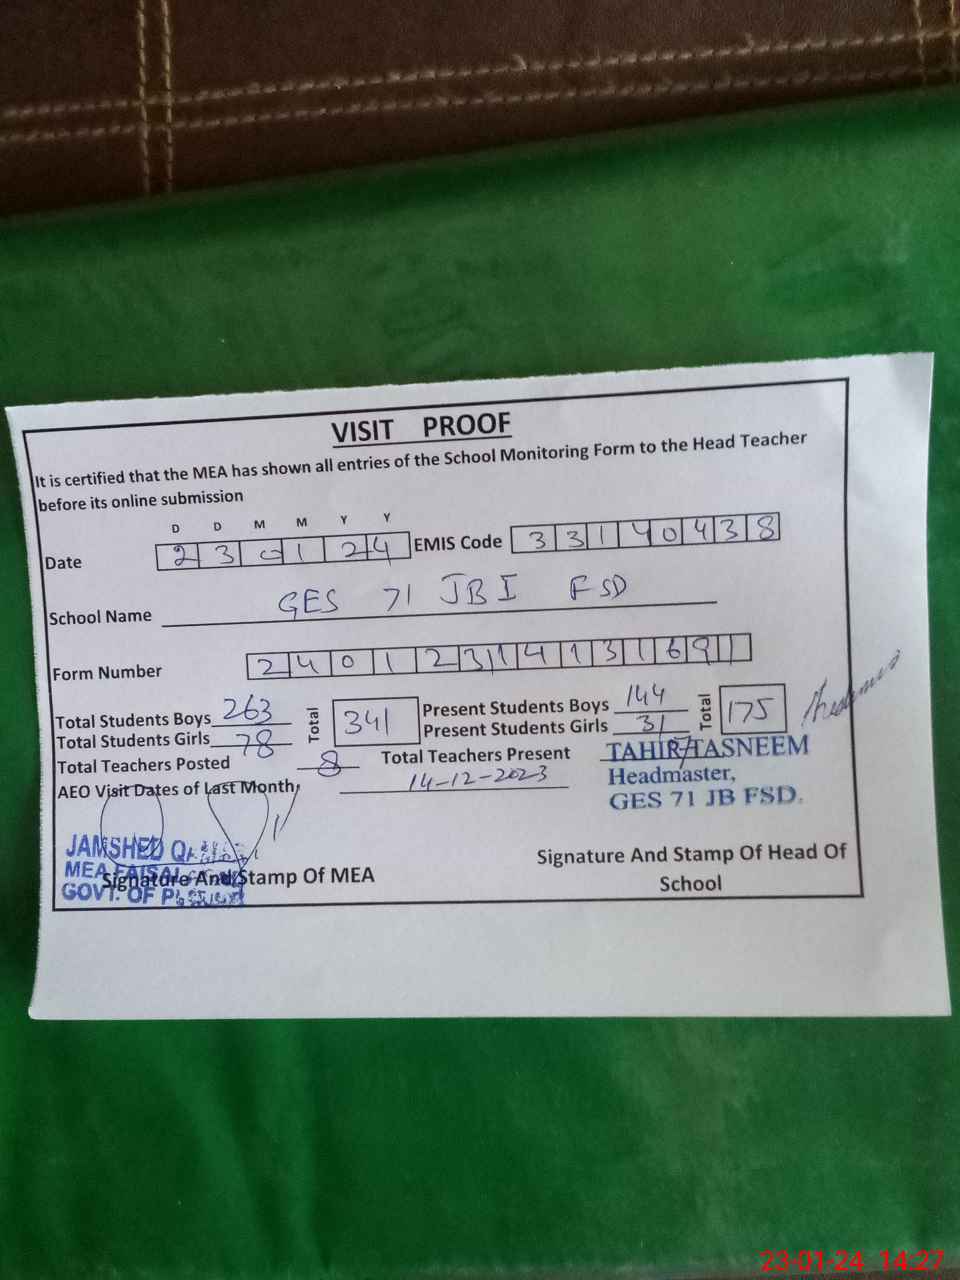 VISIT PROOF
It is certified that the MEA has shown all entries of the School Monitoring Form to the Head Teacher
before its online submission
D D M M Y Y
Date 2 3 0 1 2 4 EMIS Code 3 3 1 4 0 4 3 8
School Name GES 71 JB I FSD
Form Number 2 4 0 1 2 3 1 4 1 3 1 6 9 1
Total Students Boys 263 Total 341 Present Students Boys 144 Total 175
Total Students Girls 78 Present Students Girls 31
Total Teachers Posted 8 Total Teachers Present 7
AEO Visit Dates of Last Month, 14-12-2023
TAHIR TASNEEM
Headmaster,
GES 71 JB FSD.
JAMSHED
MEA FAISAL
GOVT. OF
Signature And Stamp Of MEA
Signature And Stamp Of Head Of
School
23-01-24 14:27